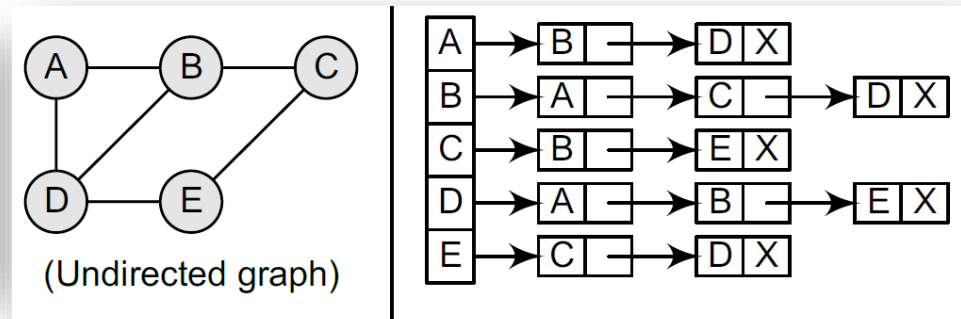 A B C
D E
(Undirected graph)
A B D X
B A C D X
C B E X
D A B E X
E C D X